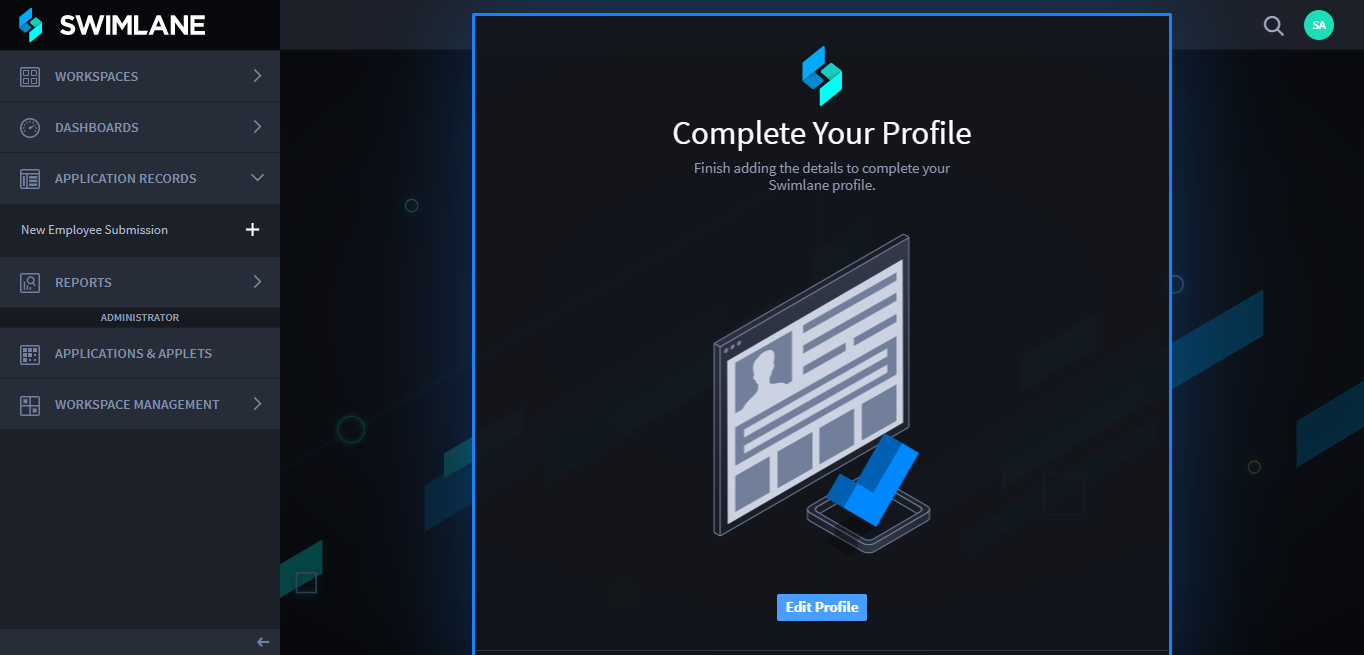 SWIMLANE
SA
WORKSPACES
DASHBOARDS
APPLICATION RECORDS
New Employee Submission
REPORTS
ADMINISTRATOR
APPLICATIONS & APPLETS
WORKSPACE MANAGEMENT
Complete Your Profile
Finish adding the details to complete your
Swimlane profile.
Edit Profile